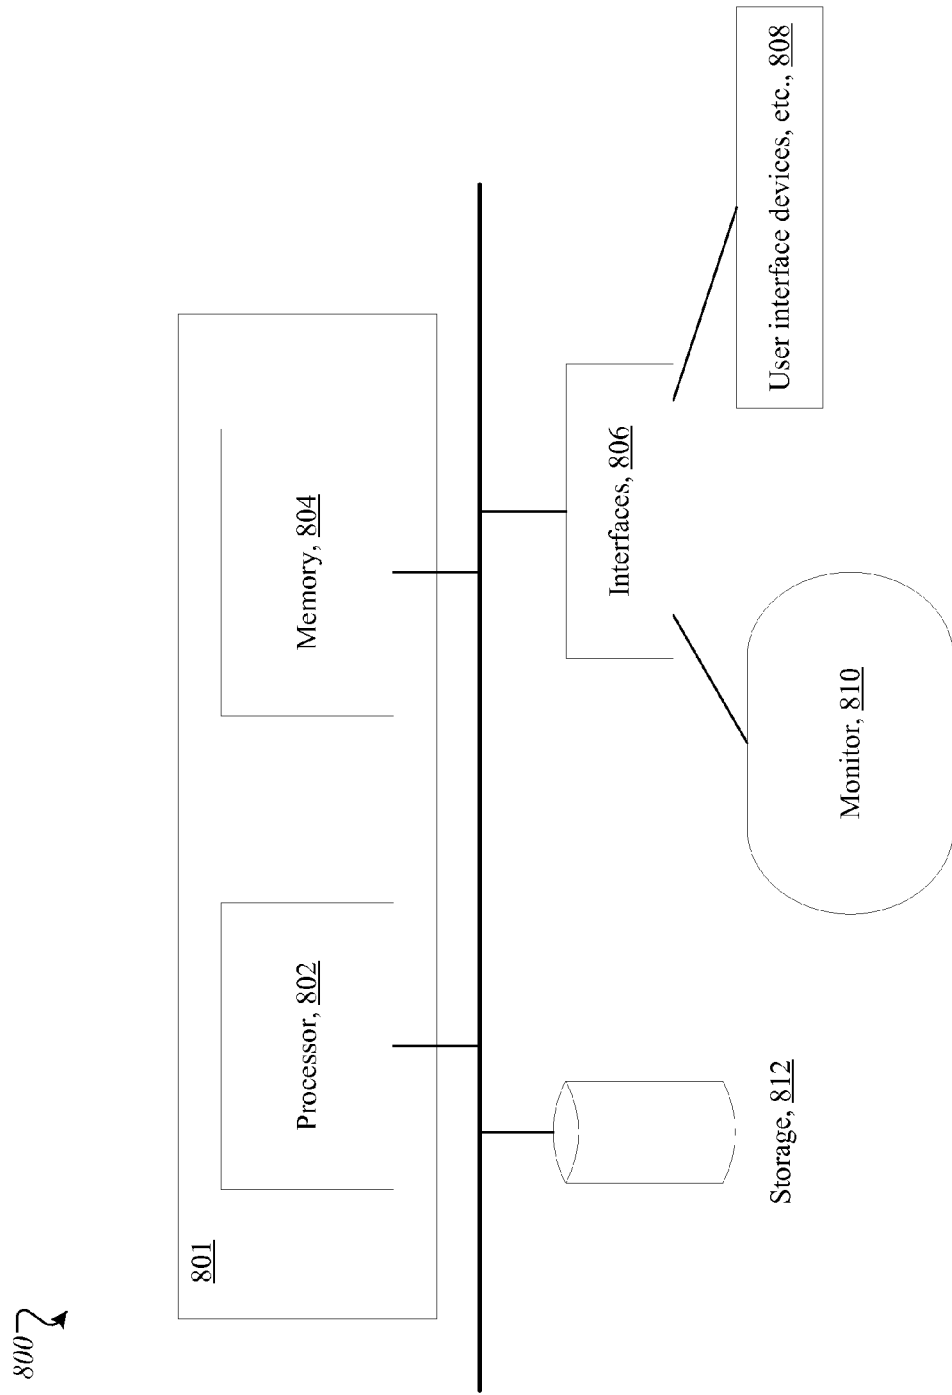 800
801
Processor, 802
Memory, 804
Storage, 812
Interfaces, 806
Monitor, 810
User interface devices, etc., 808